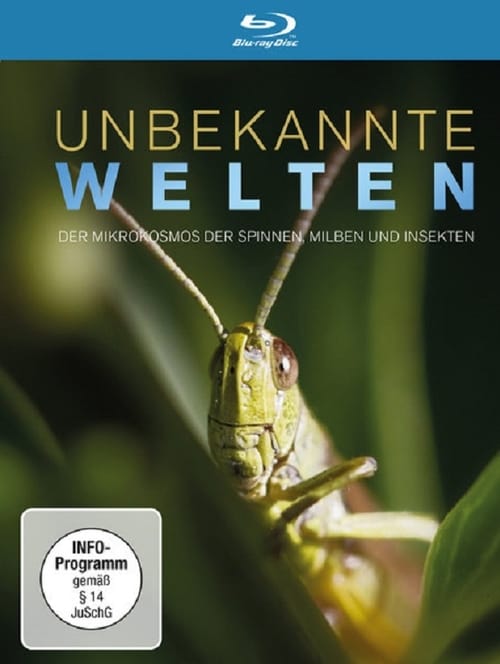 Blu-ray Disc
UNBEKANNTE
WELTEN
DER MIKROKOSMOS DER SPINNEN, MILBEN UND INSEKTEN
INFO-
Programm
gemäß
§ 14
JuSchG